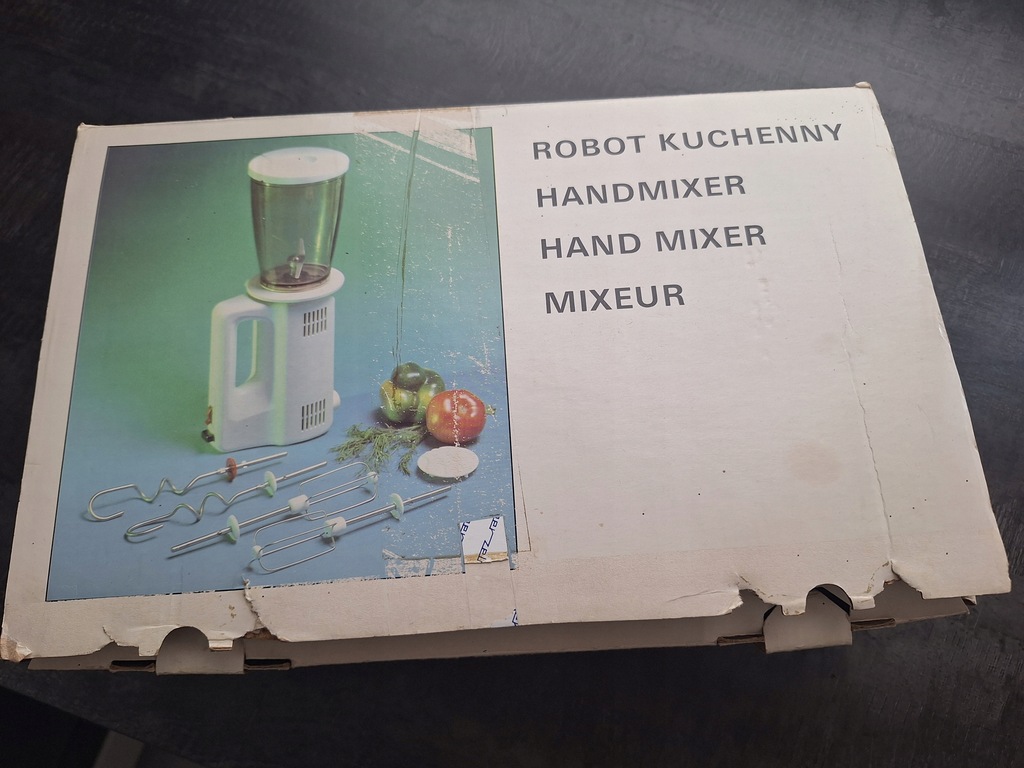 ROBOT KUCHENNY
HANDMIXER
HAND MIXER
MIXEUR